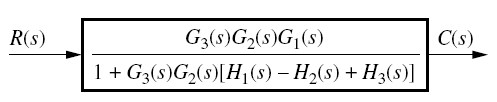 R(s)
G₃(s)G₂(s)G₁(s)
1 + G₃(s)G₂(s)[H₁(s) – H₂(s) + H₃(s)]
C(s)